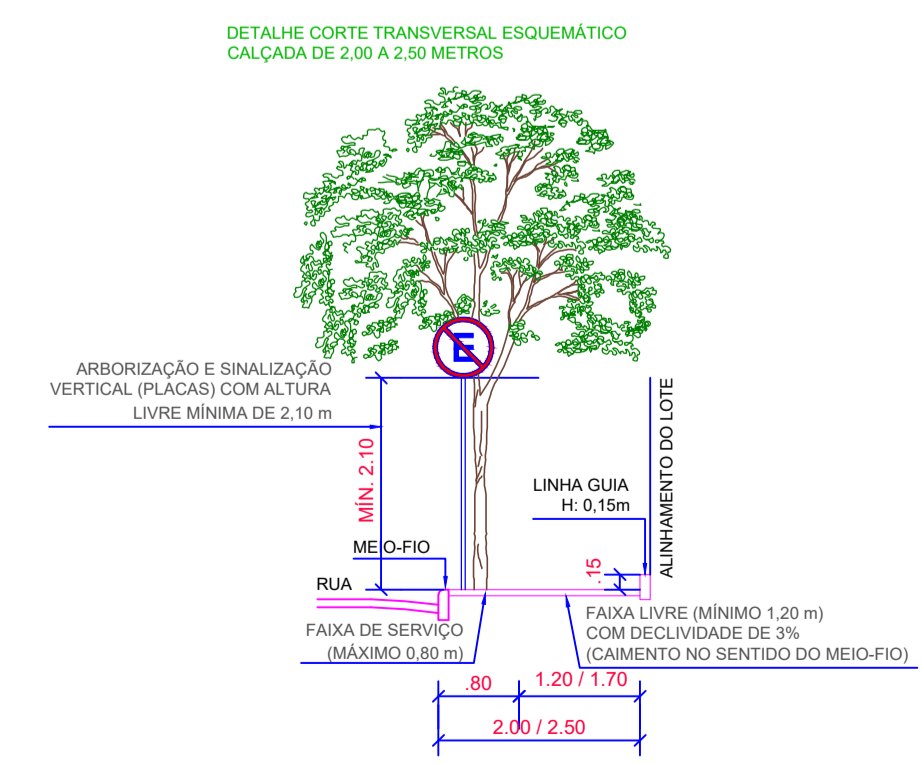 DETALHE CORTE TRANSVERSAL ESQUEMÁTICO
CALÇADA DE 2,00 A 2,50 METROS
E
ARBORIZAÇÃO E SINALIZAÇÃO
VERTICAL (PLACAS) COM ALTURA
LIVRE MÍNIMA DE 2,10 m
MÍN. 2.10
ALINHAMENTO DO LOTE
LINHA GUIA
H: 0,15m
MEIO-FIO
.15
RUA
FAIXA DE SERVIÇO
(MÁXIMO 0,80 m)
FAIXA LIVRE (MÍNIMO 1,20 m)
COM DECLIVIDADE DE 3%
(CAIMENTO NO SENTIDO DO MEIO-FIO)
.80
1.20 / 1.70
2.00 / 2.50